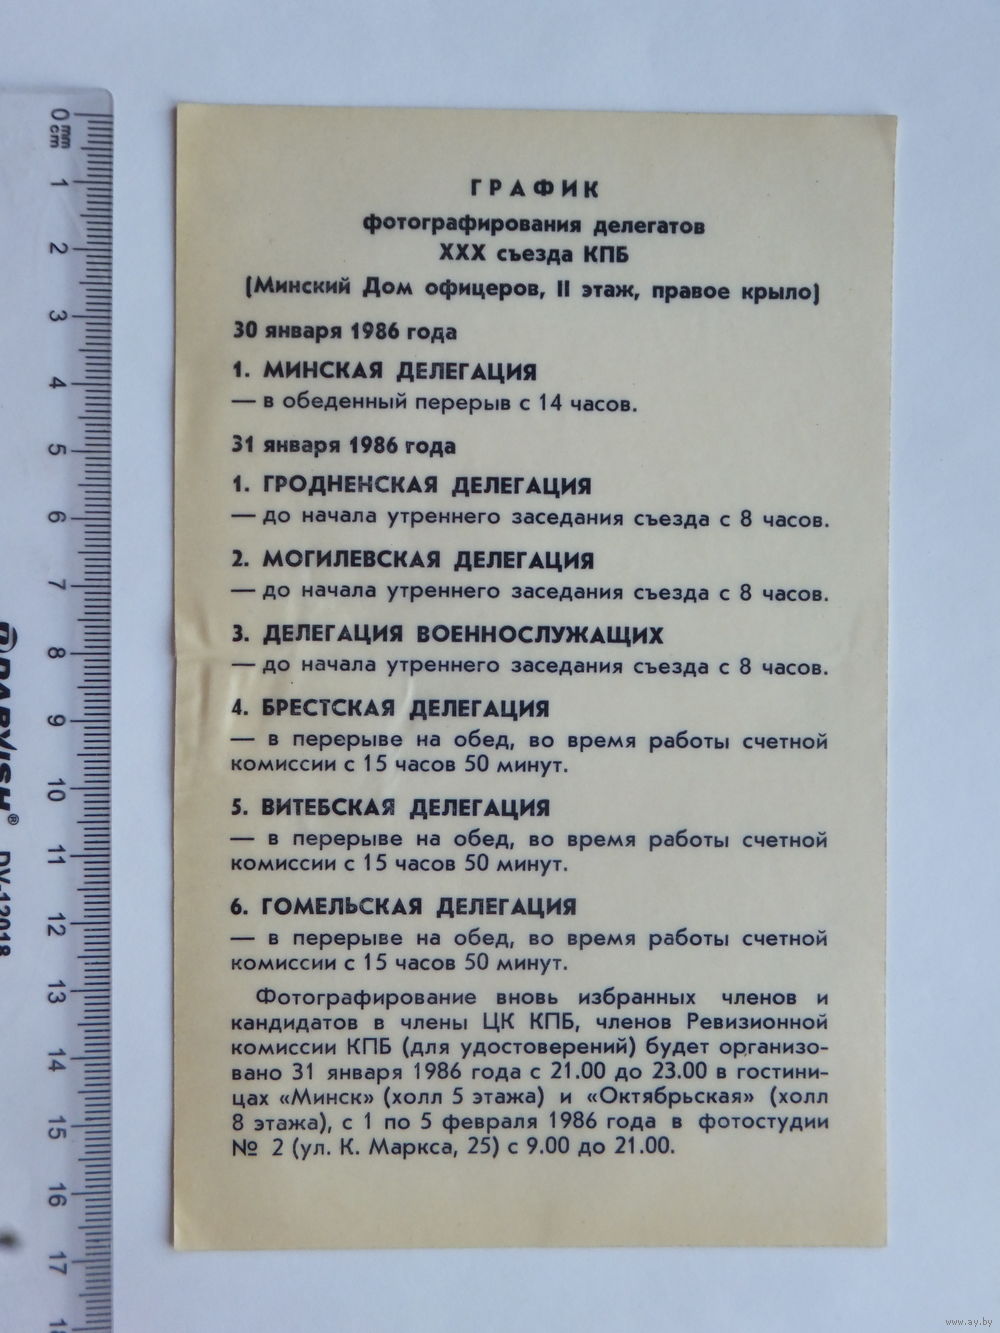 ГРАФИК
фотографирования делегатов
XXX съезда КПБ
(Минский Дом офицеров, II этаж, правое крыло)
30 января 1986 года
1. МИНСКАЯ ДЕЛЕГАЦИЯ
— в обеденный перерыв с 14 часов.
31 января 1986 года
1. ГРОДНЕНСКАЯ ДЕЛЕГАЦИЯ
— до начала утреннего заседания съезда с 8 часов.
2. МОГИЛЕВСКАЯ ДЕЛЕГАЦИЯ
— до начала утреннего заседания съезда с 8 часов.
3. ДЕЛЕГАЦИЯ ВОЕННОСЛУЖАЩИХ
— до начала утреннего заседания съезда с 8 часов.
4. БРЕСТСКАЯ ДЕЛЕГАЦИЯ
— в перерыве на обед, во время работы счетной
комиссии с 15 часов 50 минут.
5. ВИТЕБСКАЯ ДЕЛЕГАЦИЯ
— в перерыве на обед, во время работы счетной
комиссии с 15 часов 50 минут.
6. ГОМЕЛЬСКАЯ ДЕЛЕГАЦИЯ
— в перерыве на обед, во время работы счетной
комиссии с 15 часов 50 минут.
Фотографирование вновь избранных членов и
кандидатов в члены ЦК КПБ, членов Ревизионной
комиссии КПБ (для удостоверений) будет организо-
вано 31 января 1986 года с 21.00 до 23.00 в гостини-
цах «Минск» (холл 5 этажа) и «Октябрьская» (холл
8 этажа), с 1 по 5 февраля 1986 года в фотостудии
№ 2 (ул. К. Маркса, 25) с 9.00 до 21.00.
0 mm
cm
1
2
3
4
5
6
7
8
9
10
11
12
13
14
15
16
17
DARVISH® DV-12018
www.ay.by